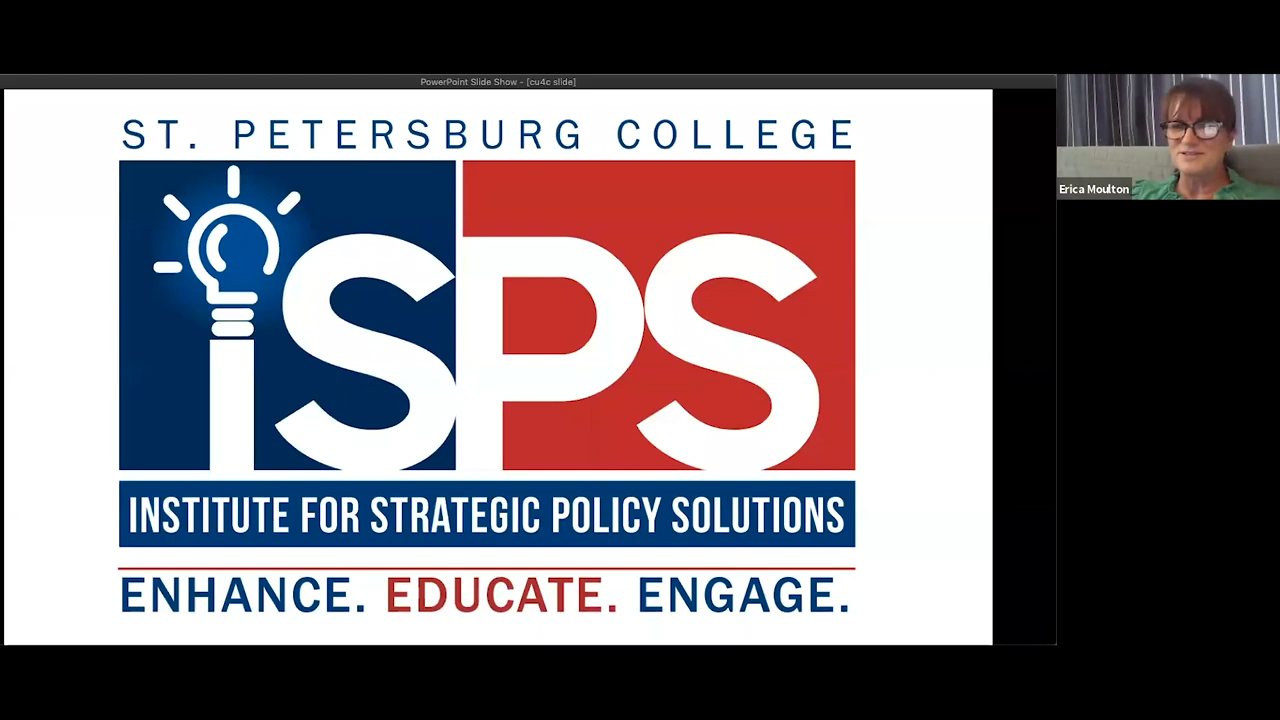 PowerPoint Slide Show - [cu4c slide]
ST. PETERSBURG COLLEGE
iSPS
INSTITUTE FOR STRATEGIC POLICY SOLUTIONS
ENHANCE. EDUCATE. ENGAGE.
Erica Moulton